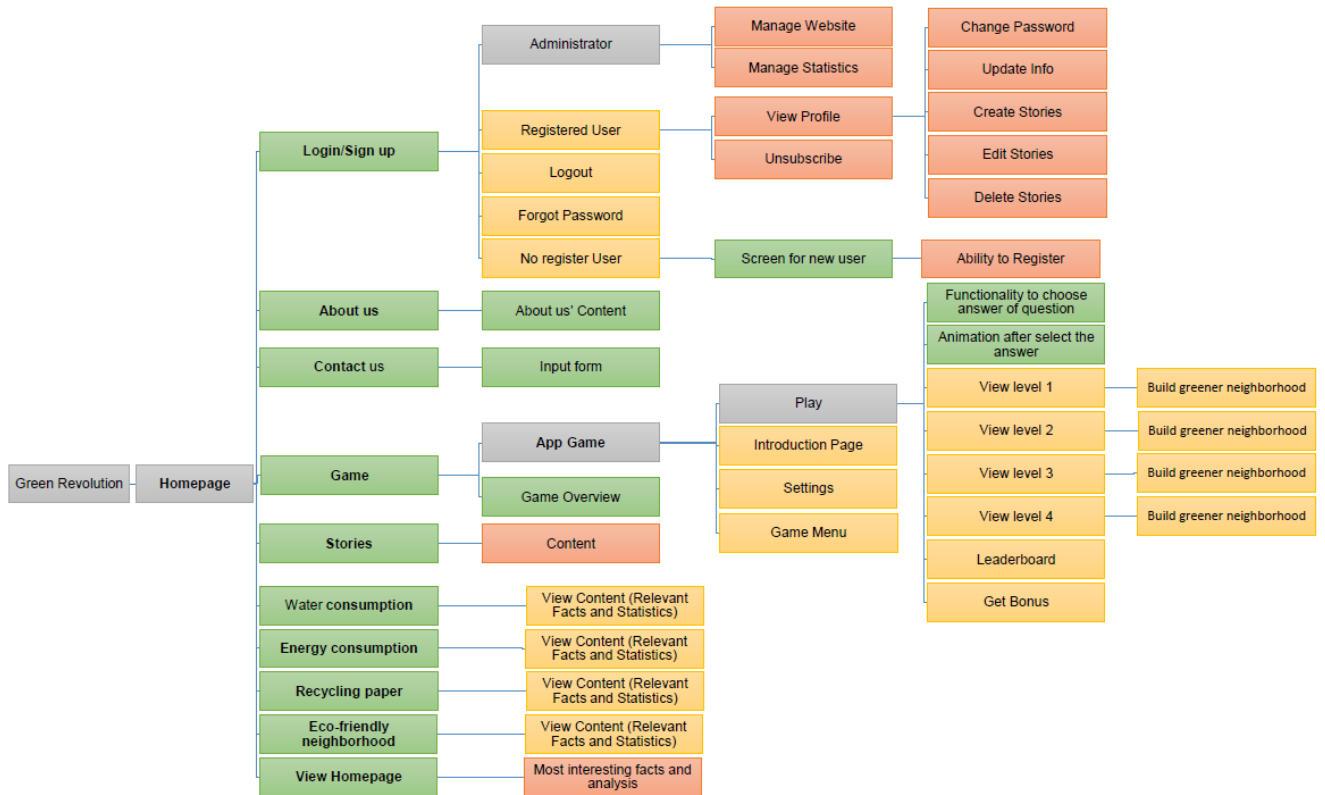 Administrator
Manage Website
Manage Statistics
Change Password
Update Info
Create Stories
Edit Stories
Delete Stories
Login/Sign up
Registered User
View Profile
Unsubscribe
Logout
Forgot Password
No register User
Screen for new user
Ability to Register
About us
About us' Content
Contact us
Input form
Green Revolution
Homepage
Game
App Game
Game Overview
Play
Introduction Page
Settings
Game Menu
Functionality to choose
answer of question
Animation after select the
answer
View level 1
Build greener neighborhood
View level 2
Build greener neighborhood
View level 3
Build greener neighborhood
View level 4
Build greener neighborhood
Leaderboard
Get Bonus
Stories
Content
Water consumption
View Content (Relevant
Facts and Statistics)
Energy consumption
View Content (Relevant
Facts and Statistics)
Recycling paper
View Content (Relevant
Facts and Statistics)
Eco-friendly
neighborhood
View Content (Relevant
Facts and Statistics)
View Homepage
Most interesting facts and
analysis